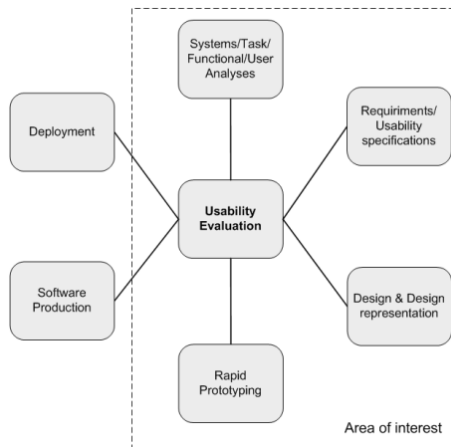 Systems/Task/
Functional/User
Analyses
Deployment
Requiriments/
Usability
specifications
Usability
Evaluation
Software
Production
Design & Design
representation
Rapid
Prototyping
Area of interest